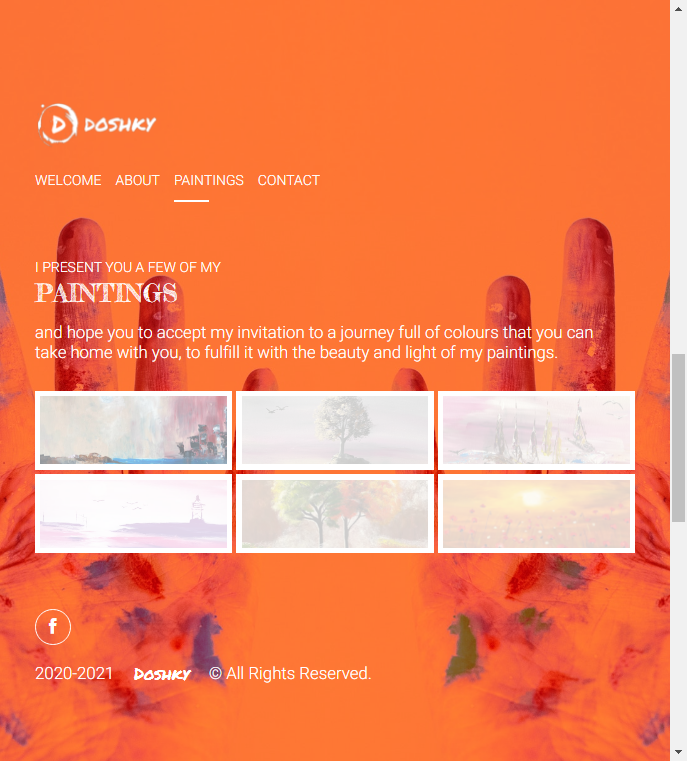 D DOSHKY
WELCOME ABOUT PAINTINGS CONTACT
I PRESENT YOU A FEW OF MY
PAINTINGS
and hope you to accept my invitation to a journey full of colours that you can
take home with you, to fulfill it with the beauty and light of my paintings.
f
2020-2021 DOSHKY © All Rights Reserved.